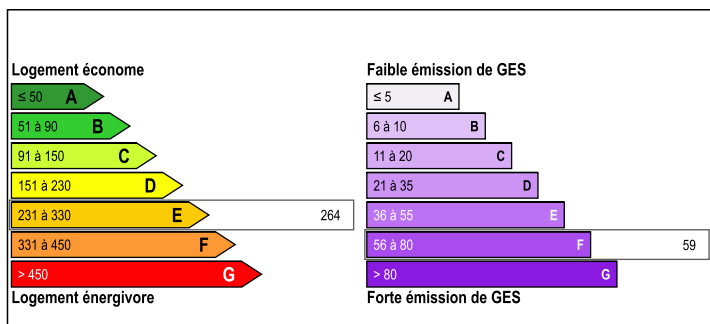 Logement économe
≤ 50 A
51 à 90 B
91 à 150 C
151 à 230 D
231 à 330 E 264
331 à 450 F
> 450 G
Logement énergivore
Faible émission de GES
≤ 5 A
6 à 10 B
11 à 20 C
21 à 35 D
36 à 55 E
56 à 80 F 59
> 80 G
Forte émission de GES